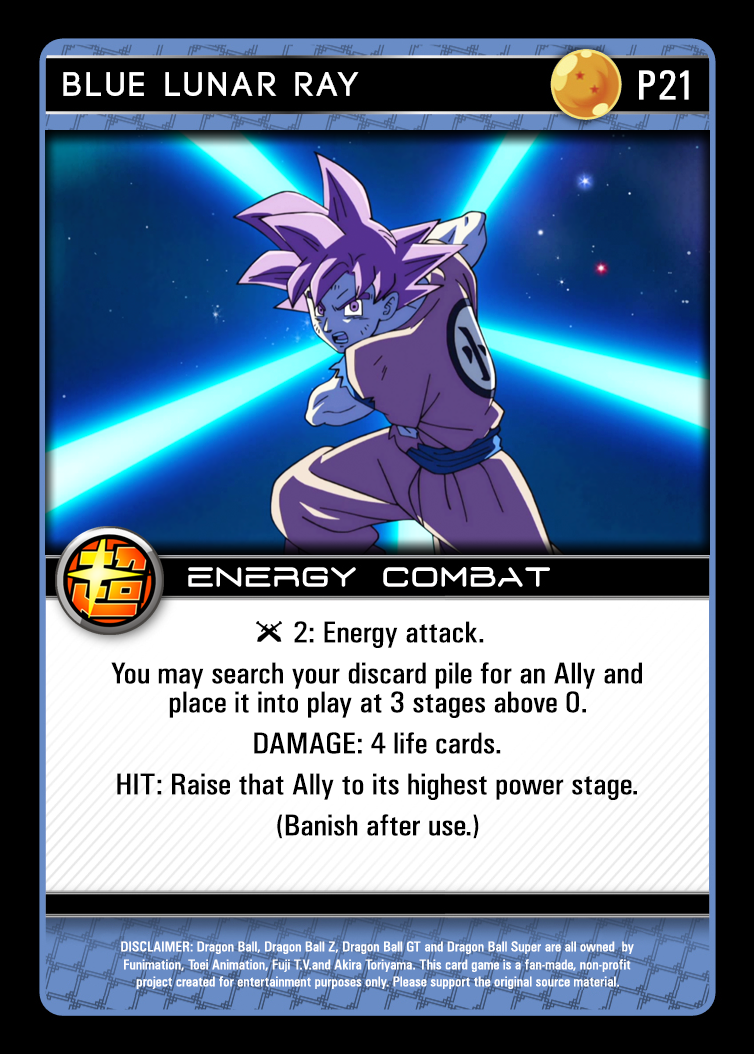 BLUE LUNAR RAY
P21
ENERGY COMBAT
2: Energy attack.
You may search your discard pile for an Ally and
place it into play at 3 stages above 0.
DAMAGE: 4 life cards.
HIT: Raise that Ally to its highest power stage.
(Banish after use.)
DISCLAIMER: Dragon Ball, Dragon Ball Z, Dragon Ball GT and Dragon Ball Super are all owned by
Funimation, Toei Animation, Fuji T.V.and Akira Toriyama. This card game is a fan-made, non-profit
project created for entertainment purposes only. Please support the original source material.